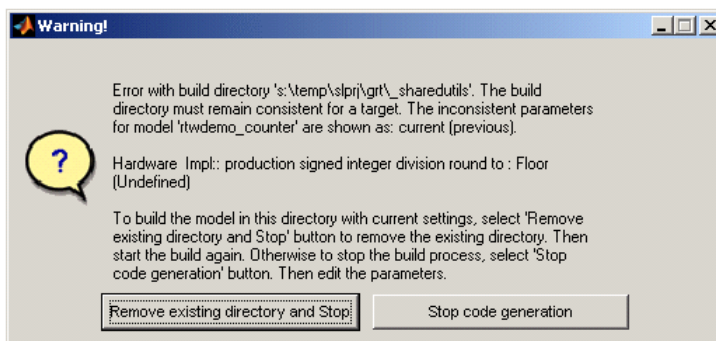 Warning!
Error with build directory 's:\temp\slprj\grt\_sharedutils'. The build
directory must remain consistent for a target. The inconsistent parameters
for model 'rtwdemo_counter' are shown as: current (previous).
Hardware Impl:: production signed integer division round to : Floor
(Undefined)
?
To build the model in this directory with current settings, select 'Remove
existing directory and Stop' button to remove the existing directory. Then
start the build again. Otherwise to stop the build process, select 'Stop
code generation' button. Then edit the parameters.
Remove existing directory and Stop
Stop code generation